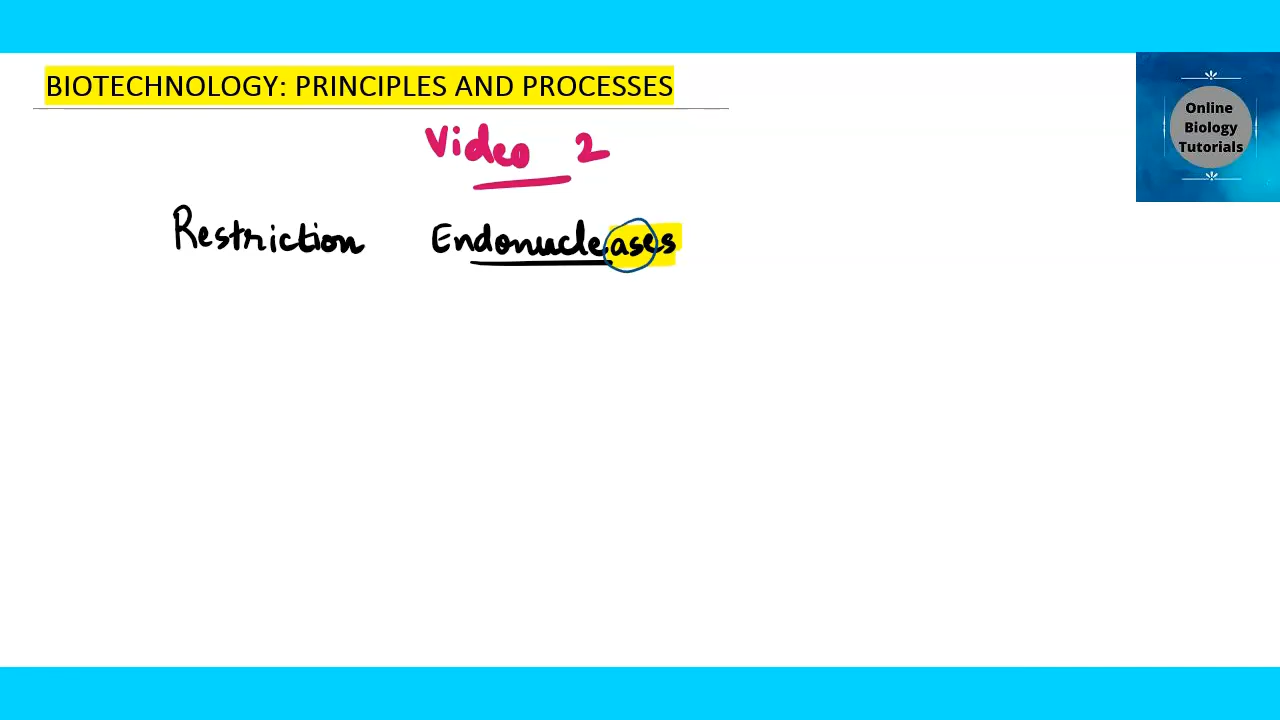 BIOTECHNOLOGY: PRINCIPLES AND PROCESSES
Video 2
Restriction Endonucleases
Online
Biology
Tutorials